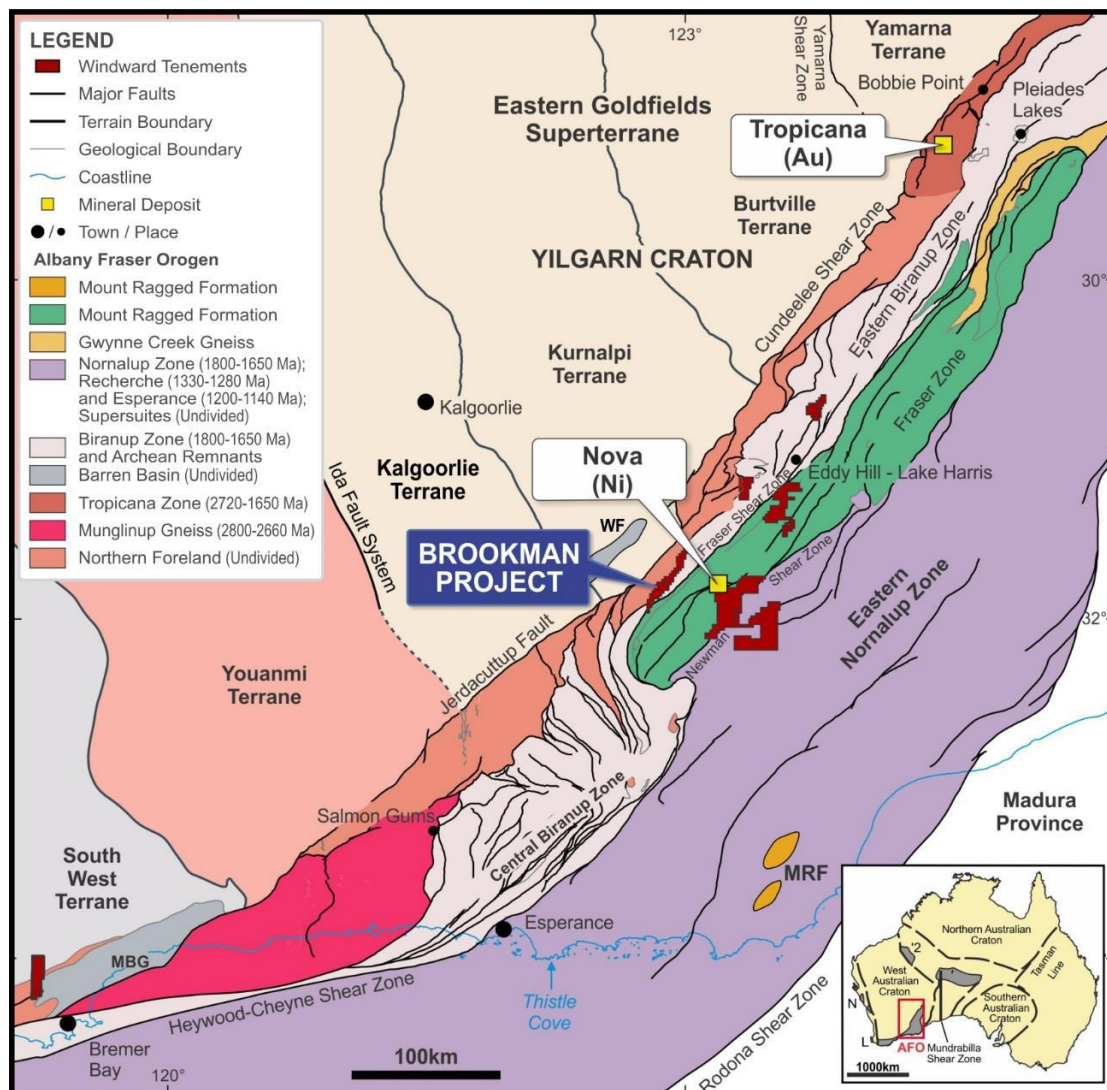 LEGEND
Windward Tenements
Major Faults
Terrain Boundary
Geological Boundary
Coastline
Mineral Deposit
/ Town / Place
Albany Fraser Orogen
Mount Ragged Formation
Mount Ragged Formation
Gwynne Creek Gneiss
Nornalup Zone (1800-1650 Ma);
Recherche (1330-1280 Ma)
and Esperance (1200-1140 Ma);
Supersuites (Undivided)
Biranup Zone (1800-1650 Ma)
and Archean Remnants
Barren Basin (Undivided)
Tropicana Zone (2720-1650 Ma)
Munglinup Gneiss (2800-2660 Ma)
Northern Foreland (Undivided)
123°
Yamarna
Shear Zone
Yamarna
Terrane
Bobbie Point
Pleiades
Lakes
Eastern Goldfields
Superterrane
Tropicana
(Au)
Burtville
Terrane
YILGARN CRATON
Cundeelee Shear Zone
Eastern Biranup Zone
30°
Kurnalpi
Terrane
Kalgoorlie
Fraser Zone
Nova
(Ni)
Eddy Hill - Lake Harris
Kalgoorlie
Terrane
Ida Fault System
WF
Fraser Shear Zone
BROOKMAN
PROJECT
Newman
Shear Zone
Eastern
Nornalup Zone
32°
Youanmi
Terrane
Jerdacuttup Fault
Salmon Gums
Central Biranup Zone
Madura
Province
South
West
Terrane
MRF
Esperance
MBG
Heywood-Cheyne Shear Zone
Thistle
Cove
Rodona Shear Zone
Bremer
Bay
120°
100km
Northern Australian
Craton
'2
West
Australian
Craton
Tasman
Line
Southern
Australian
Craton
N
L
AFO
Mundrabilla
Shear Zone
1000km